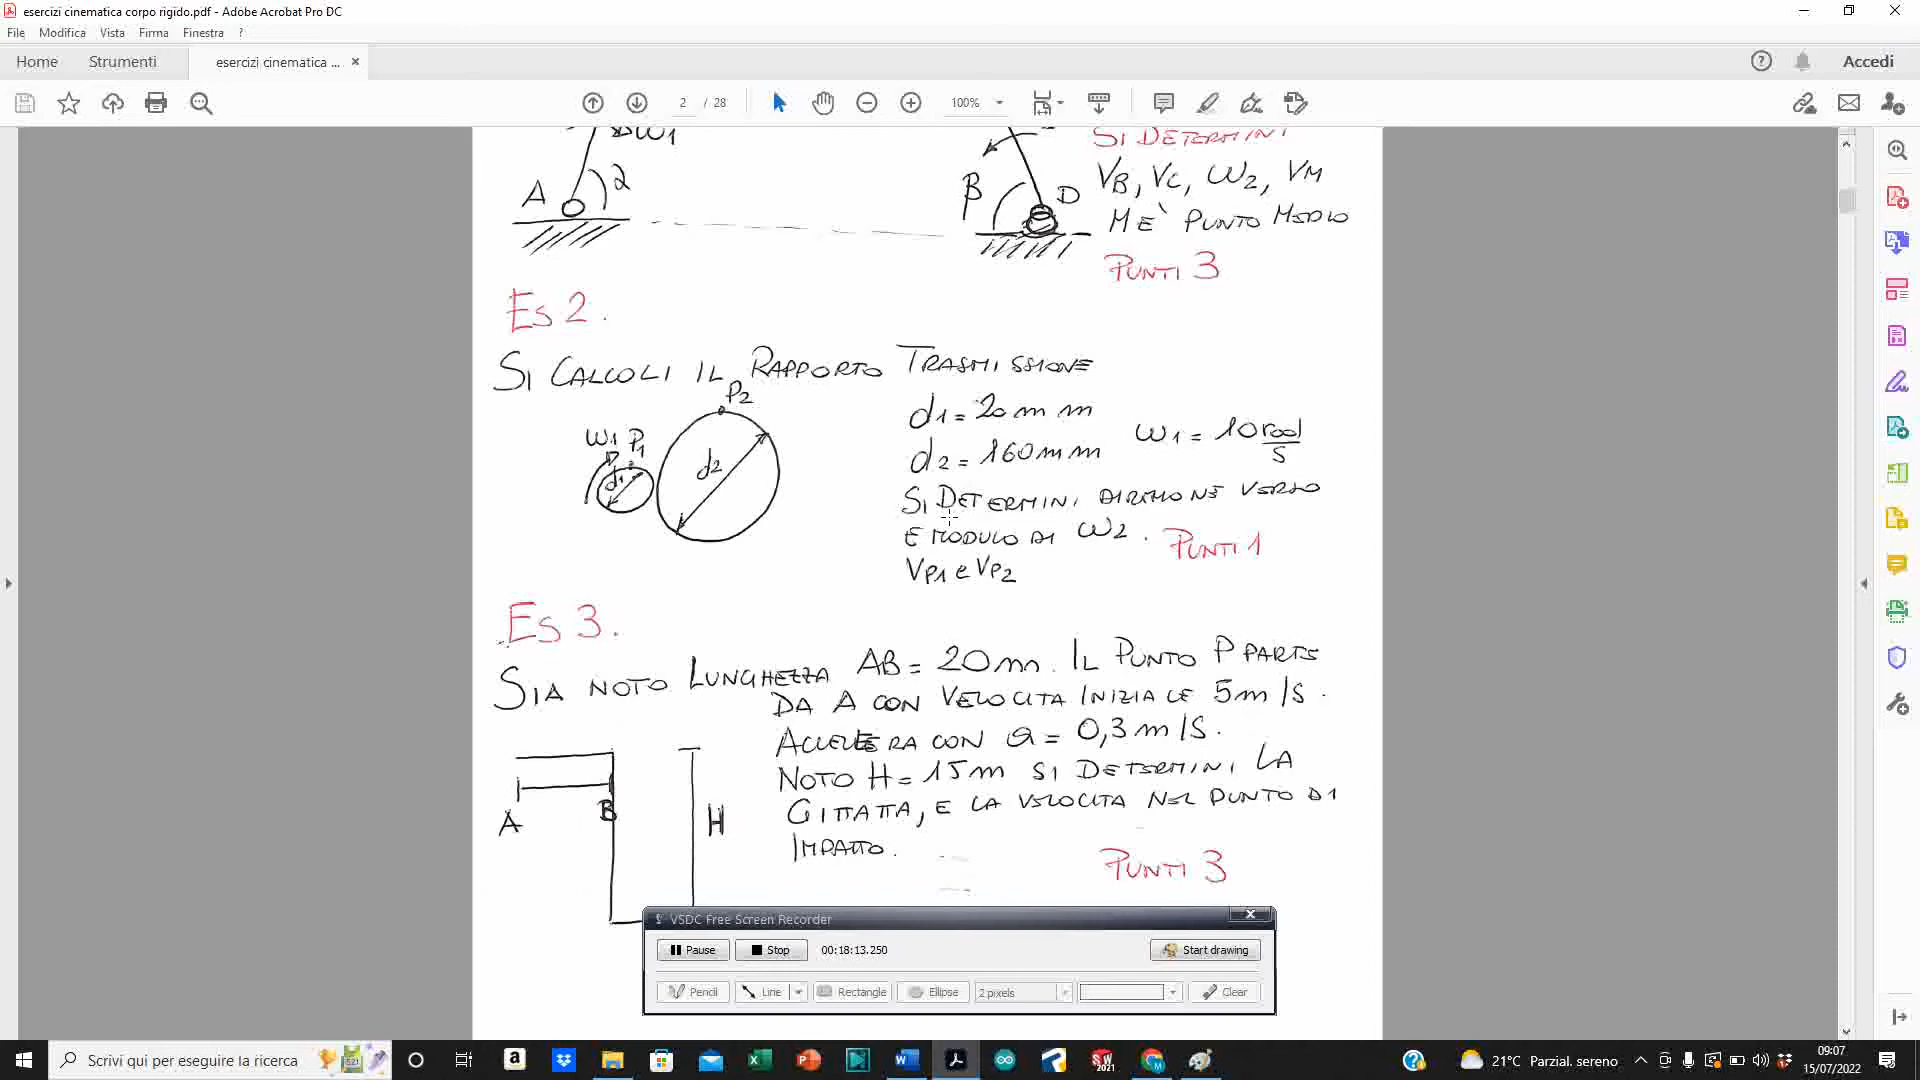 esercizi cinematica corpo rigido.pdf - Adobe Acrobat Pro DC
File Modifica Vista Firma Finestra ?
Home Strumenti esercizi cinematica ... × Accedi
2 / 28 100%
W1
SI DETERMINI
A 2 β D VB, VC, ω2, VM
M E` PUNTO MEDIO
PUNTI 3
ES 2.
SI CALCOLI IL RAPPORTO TRASMISSIONE
P2
d1 = 20 m m
W1 P1 d1 d2 ω1 = 10 rad/s
d2 = 160 m m
SI DETERMINI DIREZIONE VERSO
E MODULO DI ω2. PUNTI 1
VP1 e VP2
ES 3.
SIA NOTO LUNGHEZZA AB = 20 m. IL PUNTO P PARTE
DA A CON VELOCITA INIZIALE 5 m/s.
ACCELERA CON a = 0,3 m/s.
NOTO H = 15 m SI DETERMINI LA
A B H GITTATA, E LA VELOCITA NEL PUNTO DI
IMPATTO.
PUNTI 3
VSDC Free Screen Recorder
Pause Stop 00:18:13.250 Start drawing
Pencil Line Rectangle Ellipse 2 pixels Clear
Scrivi qui per eseguire la ricerca 21°C Parzial. sereno 09:07
15/07/2022